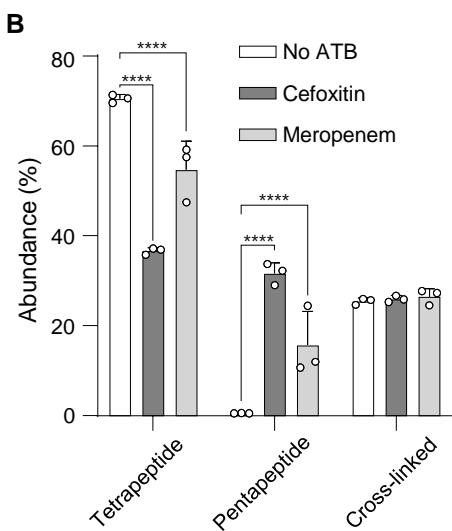 B
No ATB
Cefoxitin
Meropenem
Abundance (%)
80
60
40
20
0
****
****
****
****
Tetrapeptide
Pentapeptide
Cross-linked